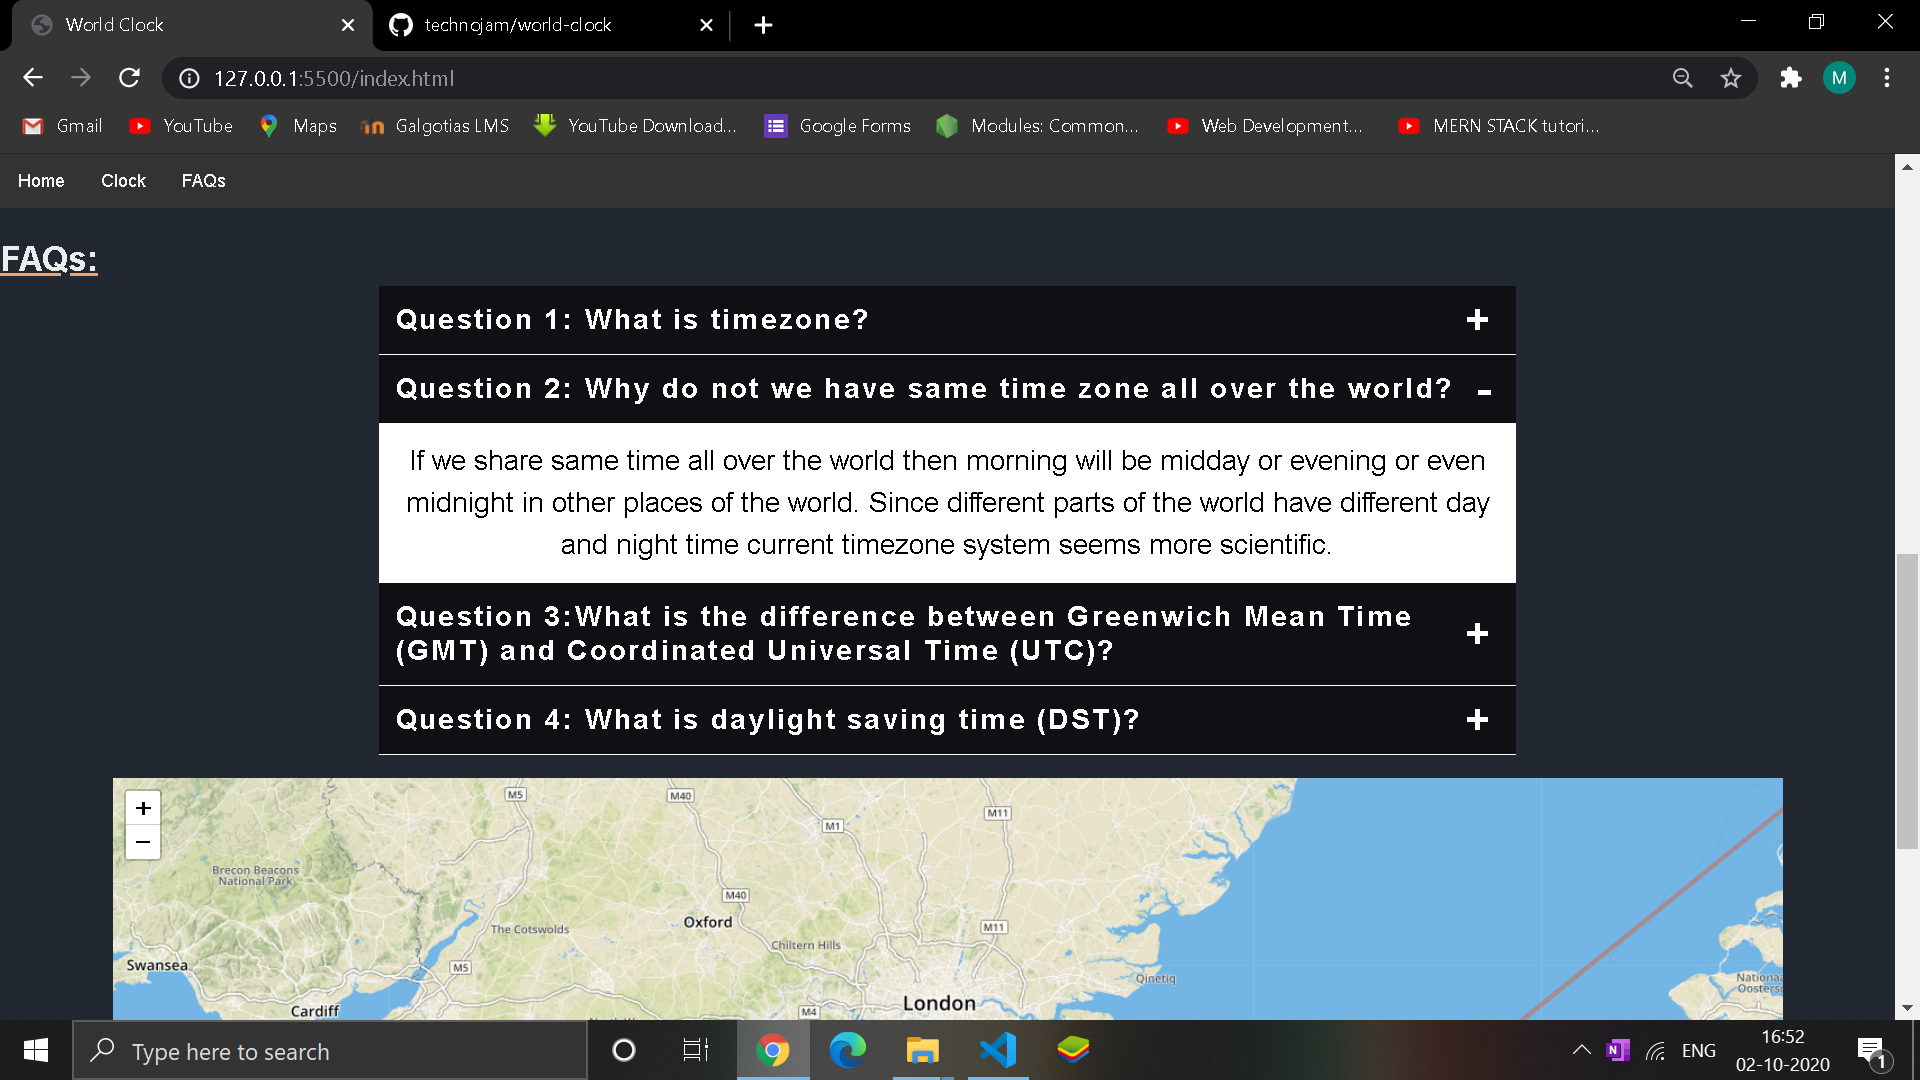 World Clock
technojam/world-clock
127.0.0.1:5500/index.html
M
Gmail
YouTube
Maps
Galgotias LMS
YouTube Download...
Google Forms
Modules: Common...
Web Development...
MERN STACK tutori...
Home
Clock
FAQs
FAQs:
Question 1: What is timezone?
+
Question 2: Why do not we have same time zone all over the world?
-
If we share same time all over the world then morning will be midday or evening or even
midnight in other places of the world. Since different parts of the world have different day
and night time current timezone system seems more scientific.
Question 3:What is the difference between Greenwich Mean Time
(GMT) and Coordinated Universal Time (UTC)?
+
Question 4: What is daylight saving time (DST)?
+
+
−
M5
M40
M1
M11
Brecon Beacons
National Park
M40
Oxford
The Cotswolds
Chiltern Hills
M11
Swansea
M5
Qinetiq
Nationaa
Oostersc
Cardiff
London
M4
Type here to search
N
ENG
16:52
02-10-2020
1